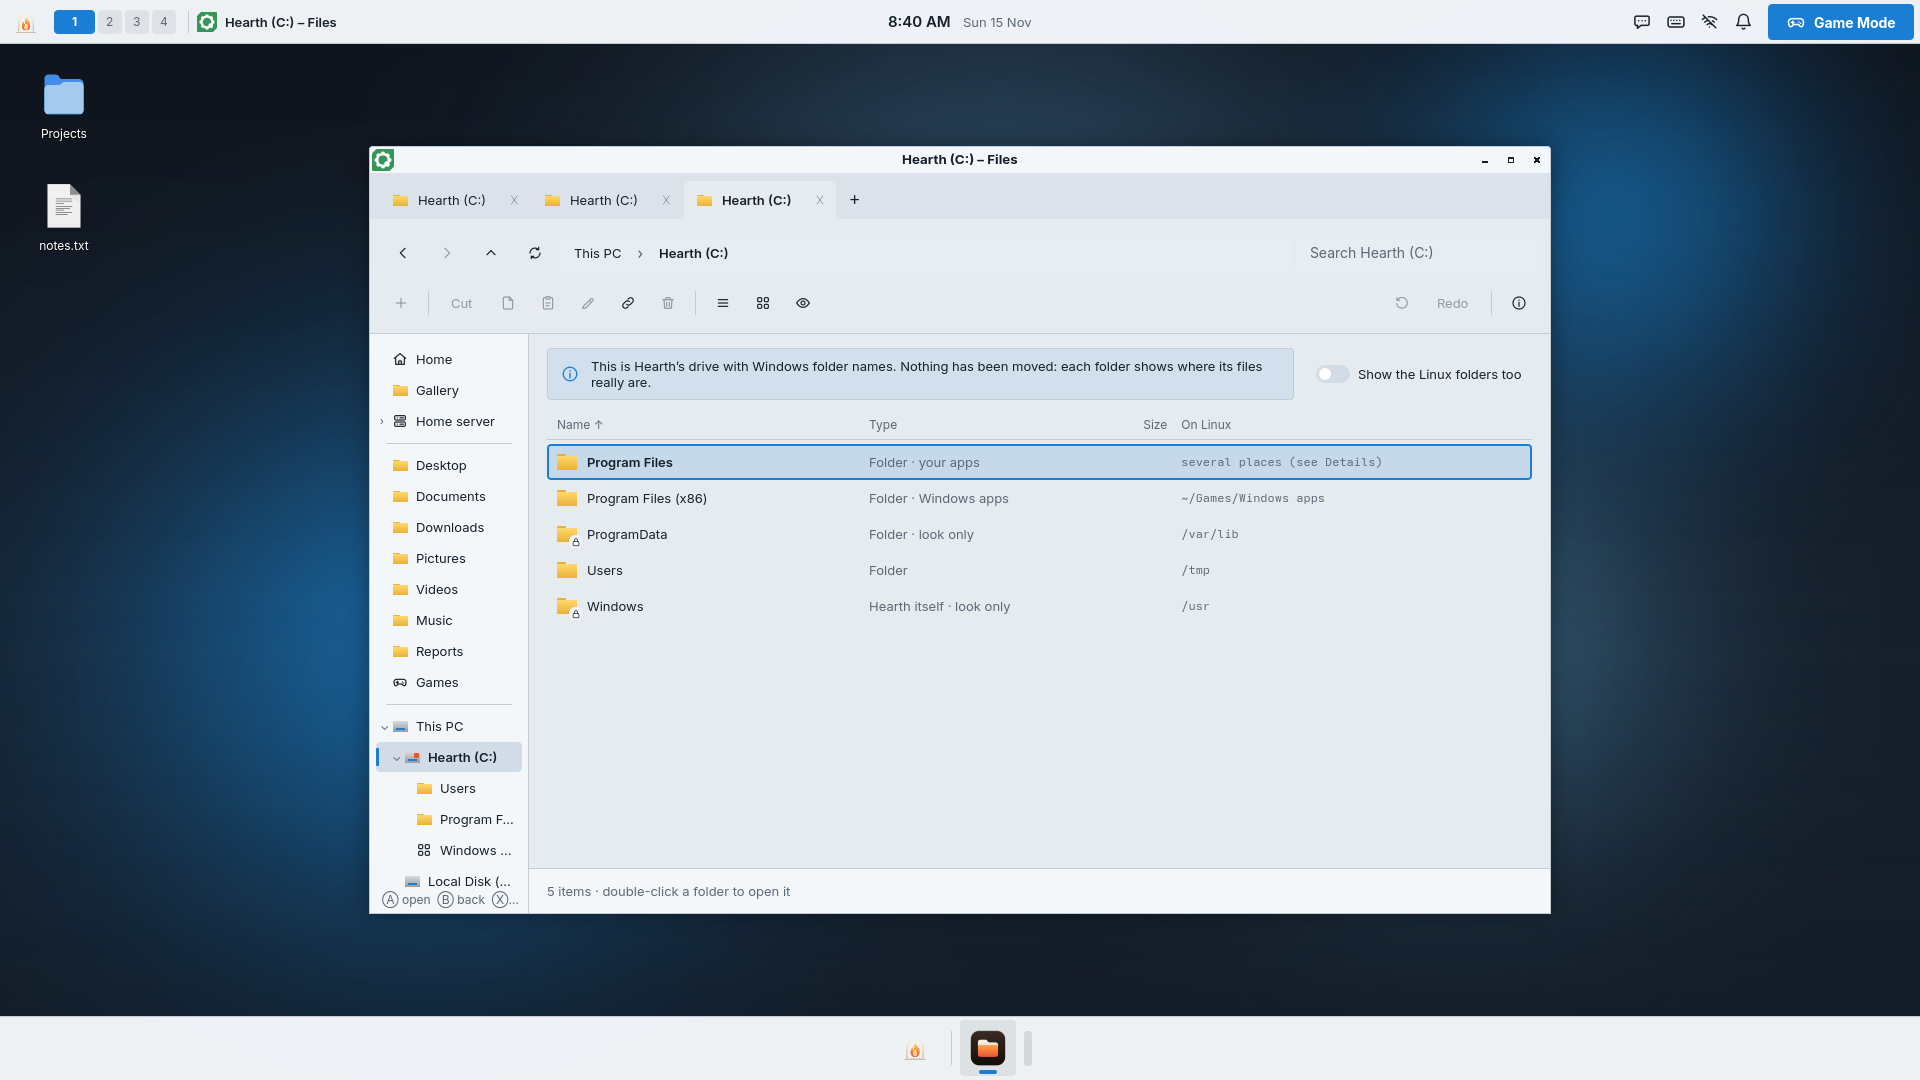 1 2 3 4 Hearth (C:) – Files 8:40 AM Sun 15 Nov Game Mode
Projects
notes.txt
Hearth (C:) – Files
Hearth (C:) X Hearth (C:) X Hearth (C:) X +
This PC › Hearth (C:) Search Hearth (C:)
Cut Redo
Home
Gallery
Home server
Desktop
Documents
Downloads
Pictures
Videos
Music
Reports
Games
This PC
Hearth (C:)
Users
Program F...
Windows ...
Local Disk (...
A open B back X...
This is Hearth’s drive with Windows folder names. Nothing has been moved: each folder shows where its files
really are.
Show the Linux folders too
Name ↑ Type Size On Linux
Program Files Folder · your apps several places (see Details)
Program Files (x86) Folder · Windows apps ~/Games/Windows apps
ProgramData Folder · look only /var/lib
Users Folder /tmp
Windows Hearth itself · look only /usr
5 items · double-click a folder to open it